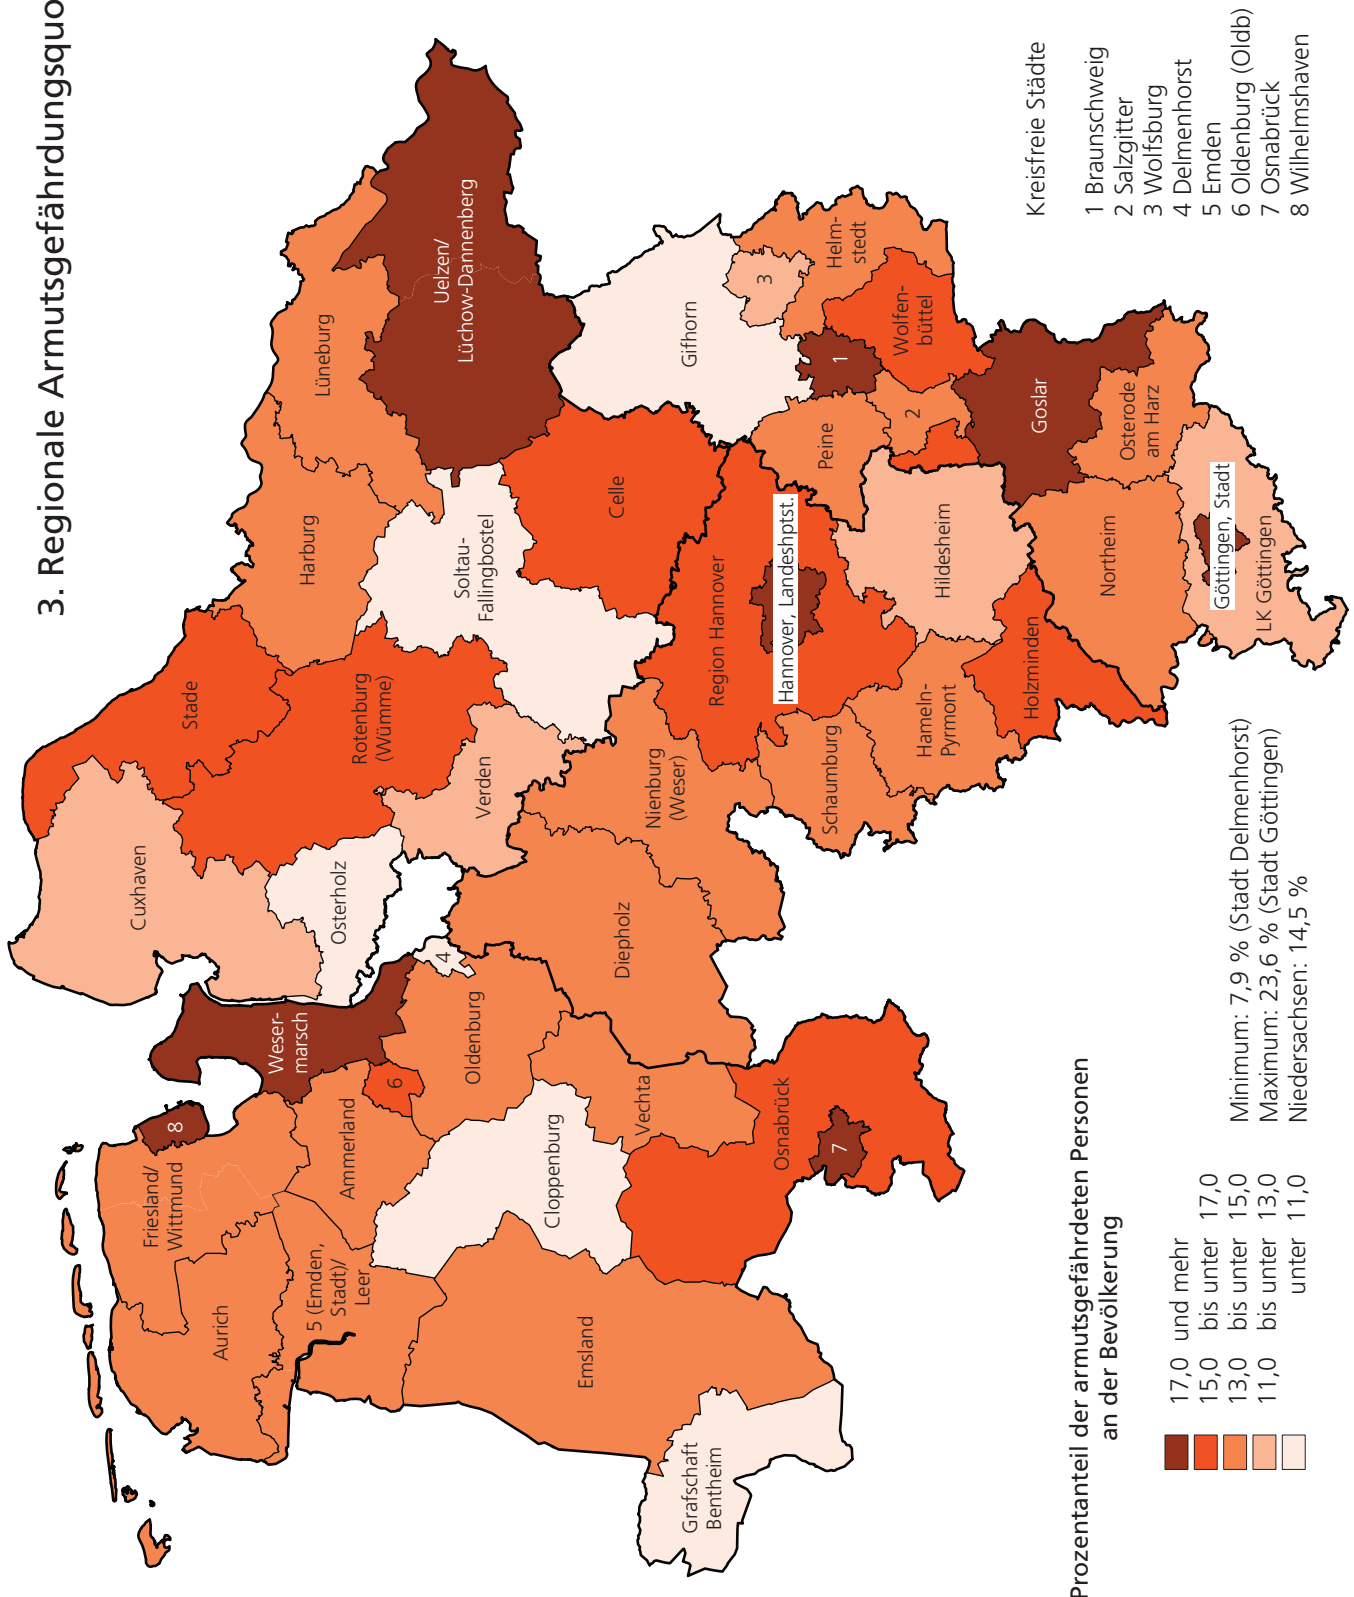 3. Regionale Armutsgefährdungsquo
Stade
Cuxhaven
Harburg
Lüneburg
Rotenburg
(Wümme)
Osterholz
Uelzen/
Lüchow-Dannenberg
Soltau-
Fallingbostel
Verden
Celle
Gifhorn
8
Weser-
marsch
Friesland/
Wittmund
Aurich
5 (Emden,
Stadt)/
Leer
Ammerland
6
4
Oldenburg
Cloppenburg
Emsland
Vechta
Diepholz
Nienburg
(Weser)
Region Hannover
Hannover, Landeshptst.
Grafschaft
Bentheim
Osnabrück
7
Schaumburg
Hameln-
Pyrmont
Hildesheim
Peine
1
2
3
Helm-
stedt
Wolfen-
büttel
Holzminden
Goslar
Northeim
Osterode
am Harz
Göttingen, Stadt
LK Göttingen
Kreisfreie Städte
1 Braunschweig
2 Salzgitter
3 Wolfsburg
4 Delmenhorst
5 Emden
6 Oldenburg (Oldb)
7 Osnabrück
8 Wilhelmshaven
Prozentanteil der armutsgefährdeten Personen
an der Bevölkerung
17,0 und mehr
15,0 bis unter 17,0
13,0 bis unter 15,0
11,0 bis unter 13,0
unter 11,0
Minimum: 7,9 % (Stadt Delmenhorst)
Maximum: 23,6 % (Stadt Göttingen)
Niedersachsen: 14,5 %